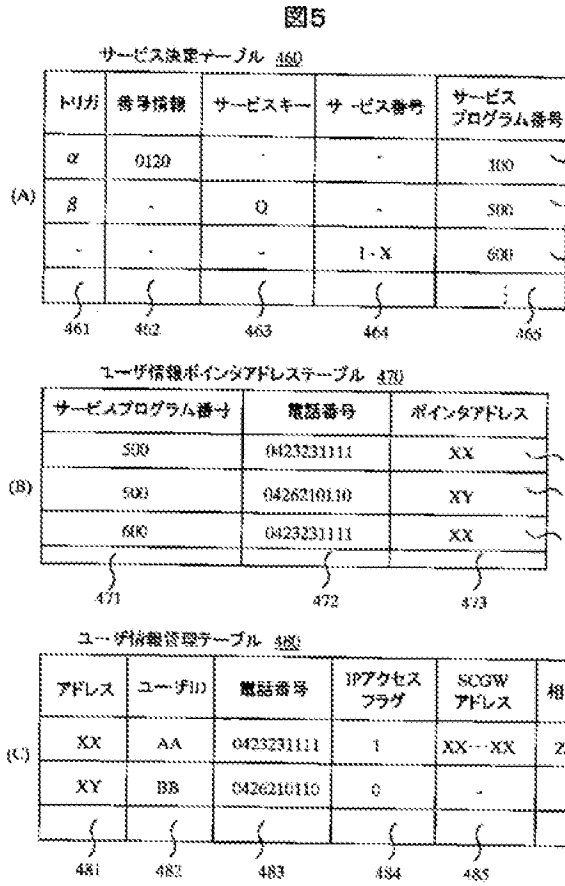 図5
サービス決定テーブル 460
トリガ 番号情報 サービスキー サービス番号 サービス
プログラム番号
(A)
α 0120 - - 100
β - Q - 500
- - - 1-X 600
461 462 463 464 465
ユーザ情報ポインタアドレステーブル 470
サービスプログラム番号 電話番号 ポインタアドレス
(B)
500 0423231111 XX
500 0426210110 XY
600 0423231111 XX
471 472 473
ユーザ情報管理テーブル 480
アドレス ユーザID 電話番号 IPアクセス
フラグ SCGW
アドレス 相
(C)
XX AA 0423231111 1 XX…XX Z
XY BB 0426210110 0 -
481 482 483 484 485